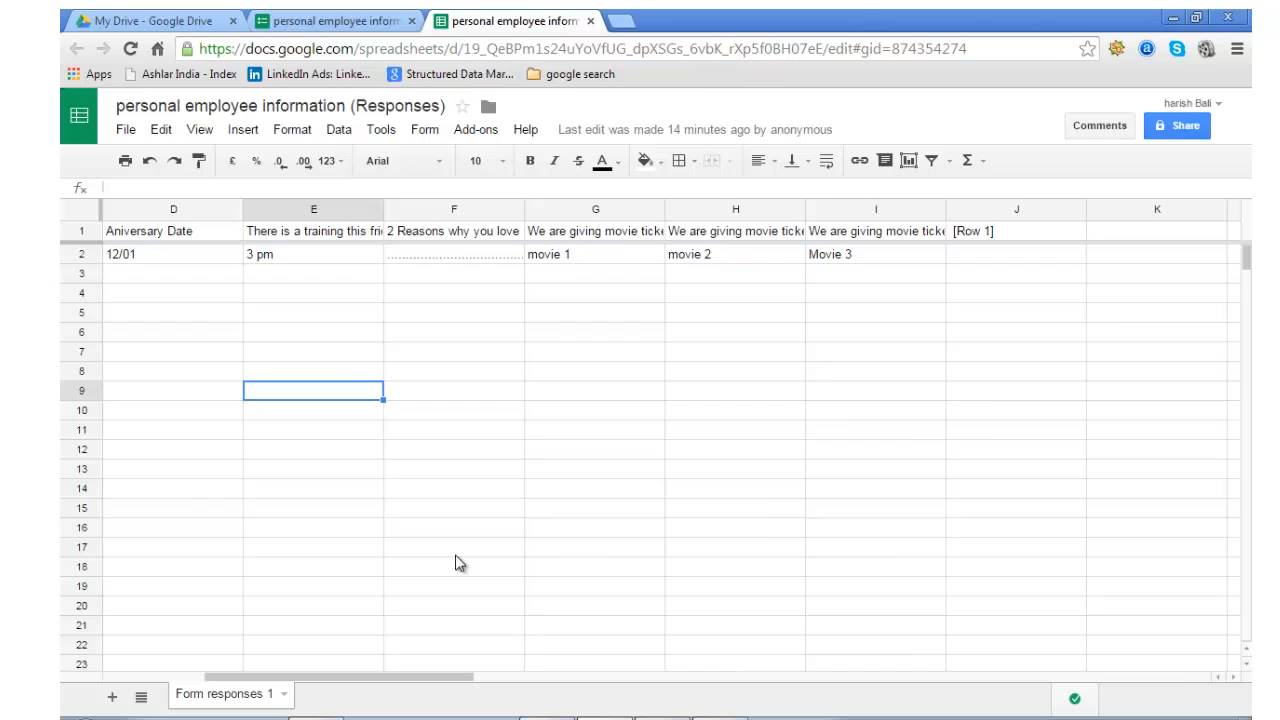 My Drive - Google Drive
personal employee inform
personal employee inform
https://docs.google.com/spreadsheets/d/19_QeBPm1s24uYoVfUG_dpXSGs_6vbK_rXp5f0BH07eE/edit#gid=874354274
Apps
Ashlar India - Index
LinkedIn Ads: Linke...
Structured Data Mar...
google search
personal employee information (Responses)
harish Bali
File Edit View Insert Format Data Tools Form Add-ons Help Last edit was made 14 minutes ago by anonymous
Comments
Share
£ % .0 .00 123 Arial 10 B I S A Σ
fx
D E F G H I J K
1 Aniversary Date There is a training this fri 2 Reasons why you love We are giving movie ticke We are giving movie ticke We are giving movie ticke [Row 1]
2 12/01 3 pm ........................................ movie 1 movie 2 Movie 3
3
4
5
6
7
8
9
10
11
12
13
14
15
16
17
18
19
20
21
22
23
Form responses 1